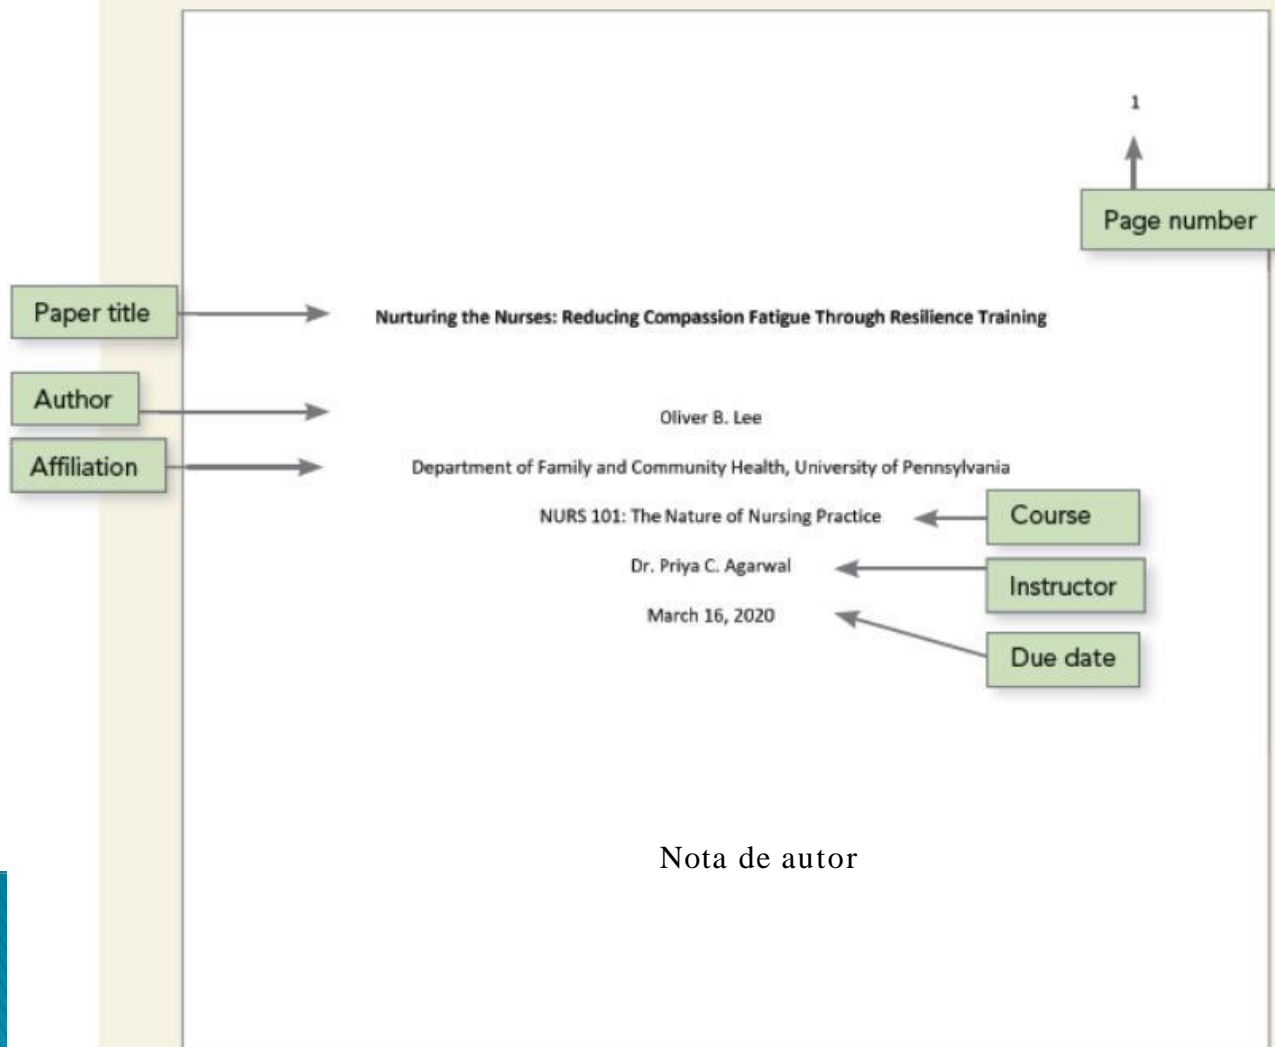 1
Page number
Paper title
Nurturing the Nurses: Reducing Compassion Fatigue Through Resilience Training
Author
Oliver B. Lee
Affiliation
Department of Family and Community Health, University of Pennsylvania
NURS 101: The Nature of Nursing Practice
Course
Dr. Priya C. Agarwal
Instructor
March 16, 2020
Due date
Nota de autor